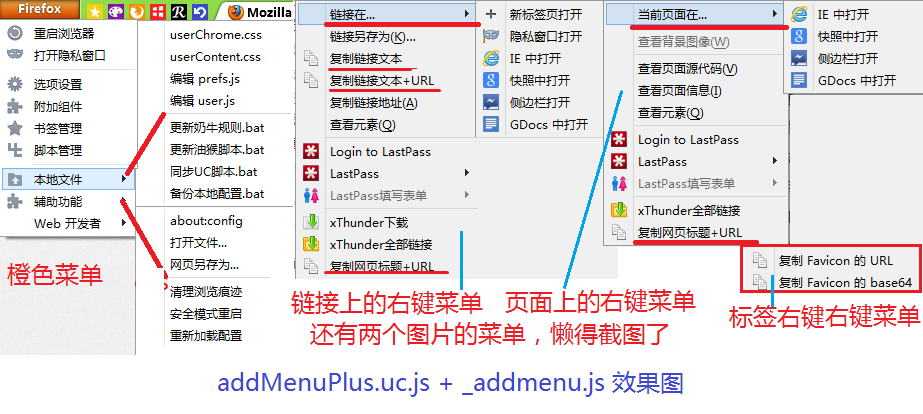 Firefox
Mozilla
重启浏览器
打开隐私窗口
选项设置
附加组件
书签管理
脚本管理
本地文件
辅助功能
Web 开发者
橙色菜单
userChrome.css
userContent.css
编辑 prefs.js
编辑 user.js
更新奶牛规则.bat
更新油猴脚本.bat
同步UC脚本.bat
备份本地配置.bat
about:config
打开文件...
网页另存为...
清理浏览痕迹
安全模式重启
重新加载配置
链接在...
链接另存为(K)...
复制链接文本
复制链接文本+URL
复制链接地址(A)
查看元素(Q)
Login to LastPass
LastPass
LastPass填写表单
xThunder下载
xThunder全部链接
复制网页标题+URL
新标签页打开
隐私窗口打开
IE 中打开
快照中打开
侧边栏打开
GDocs 中打开
当前页面在...
查看背景图像(W)
查看页面源代码(V)
查看页面信息(I)
查看元素(Q)
Login to LastPass
LastPass
LastPass填写表单
xThunder全部链接
复制网页标题+URL
IE 中打开
快照中打开
侧边栏打开
GDocs 中打开
复制 Favicon 的 URL
复制 Favicon 的 base64
链接上的右键菜单
页面上的右键菜单
标签右键右键菜单
还有两个图片的菜单，懒得截图了
addMenuPlus.uc.js + _addmenu.js 效果图